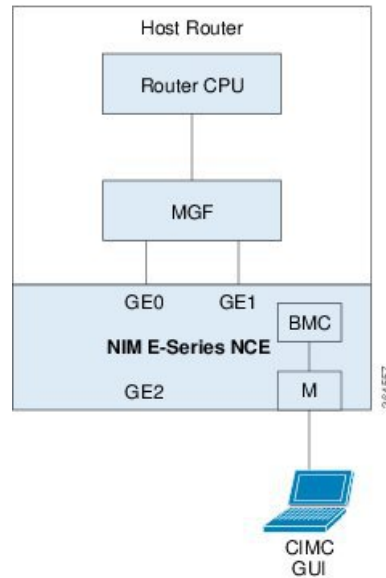 Host Router
Router CPU
MGF
GE0
GE1
BMC
NIM E-Series NCE
GE2
M
CIMC
GUI